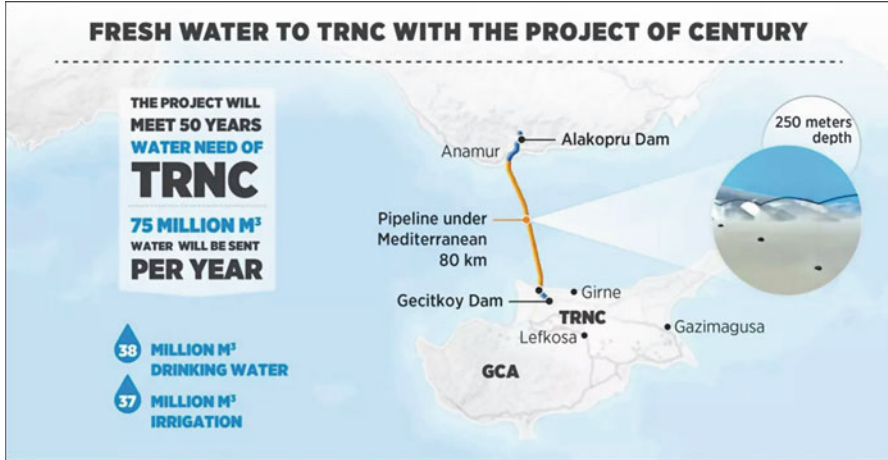 FRESH WATER TO TRNC WITH THE PROJECT OF CENTURY
THE PROJECT WILL
MEET 50 YEARS
WATER NEED OF
TRNC
75 MILLION M³
WATER WILL BE SENT
PER YEAR
38
MILLION M³
DRINKING WATER
37
MILLION M³
IRRIGATION
Anamur
Alakopru Dam
250 meters
depth
Pipeline under
Mediterranean
80 km
Gecitkoy Dam
Girne
TRNC
Lefkosa
Gazimagusa
GCA